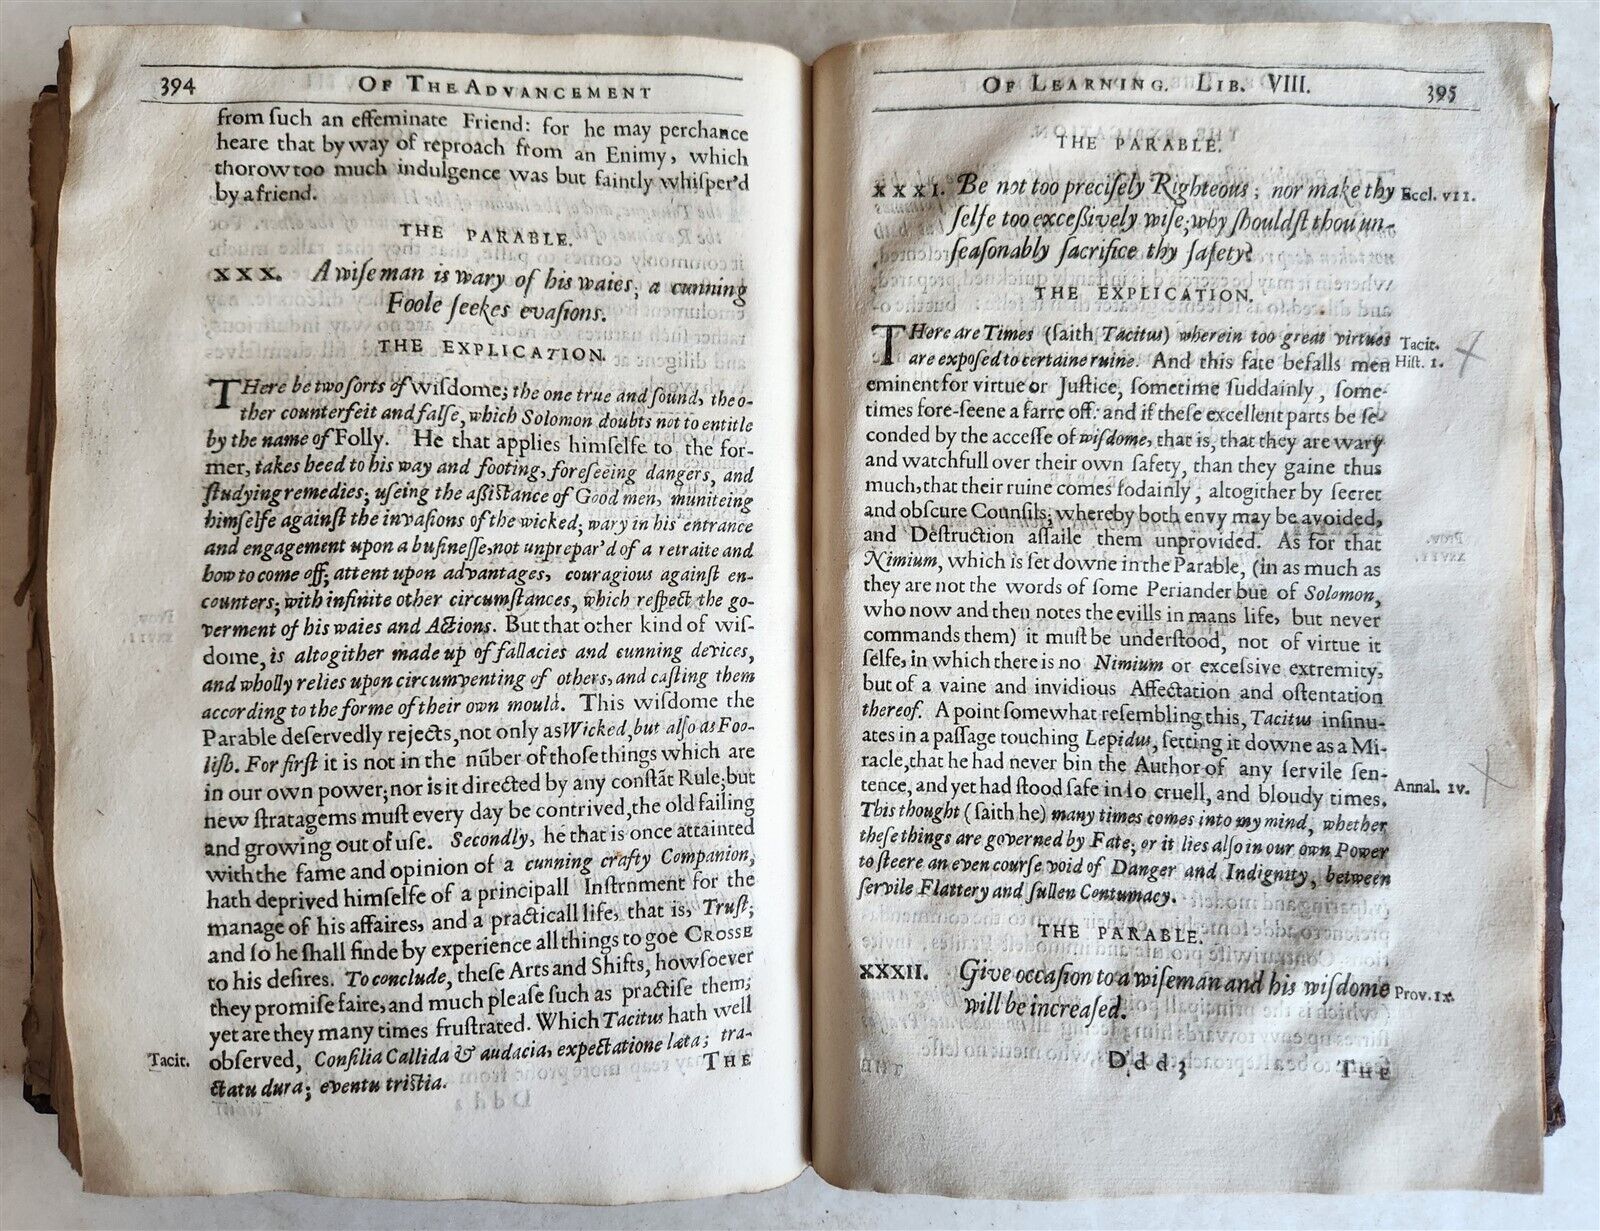 394 OF THE ADVANCEMENT
from ſuch an effeminate Friend: for he may perchance
heare that by way of reproach from an Enimy, which
thorow too much indulgence was but faintly whiſper'd
by a friend.
THE PARABLE.
XXX. A wiſeman is wary of his waies; a cunning
Foole ſeekes evaſions.
THE EXPLICATION.
THere be two ſorts of Wiſdome; the one true and ſound, the o-
ther counterfeit and falſe, which Solomon doubts not to entitle
by the name of Folly. He that applies himſelfe to the for-
mer, takes heed to his way and footing, foreſeeing dangers, and
ſtudying remedies; uſeing the aſſiſtance of Good men, muniteing
himſelfe againſt the invaſions of the wicked; wary in his entrance
and engagement upon a buſineſſe, not unprepar'd of a retraite and
how to come off; attent upon advantages, couragious againſt en-
counters; with infinite other circumſtances, which reſpect the go-
verment of his waies and Actions. But that other kind of wiſ-
dome, is altogither made up of fallacies and cunning devices,
and wholly relies upon circumventing of others, and caſting them
according to the forme of their own mould. This wiſdome the
Parable deſervedly rejects, not only as Wicked, but alſo as Foo-
liſh. For firſt it is not in the nũber of thoſe things which are
in our own power; nor is it directed by any conſtãt Rule; but
new ſtratagems muſt every day be contrived, the old failing
and growing out of uſe. Secondly, he that is once attainted
with the fame and opinion of a cunning crafty Companion,
hath deprived himſelfe of a principall Inſtrnment for the
manage of his affaires, and a practicall life, that is, Truſt;
and ſo he ſhall finde by experience all things to goe CROSSE
to his deſires. To conclude, theſe Arts and Shifts, howſoever
they promiſe faire, and much pleaſe ſuch as practiſe them;
yet are they many times fruſtrated. Which Tacitus hath well
Tacit. obſerved, Conſilia Callida & audacia, expectatione læta; tra-
ctatu dura; eventu triſtia.
THE
OF LEARNING. LIB. VIII. 395
THE PARABLE.
XXXI. Be not too preciſely Righteous; nor make thy Eccl. VII.
ſelfe too exceſſively wiſe; why ſhouldſt thou un-
ſeaſonably ſacrifice thy ſafety?
THE EXPLICATION.
THere are Times (ſaith Tacitus) wherein too great virtues Tacit.
are expoſed to certaine ruine. And this fate befalls men Hiſt. 1.
eminent for virtue or Juſtice, ſometime ſuddainly, ſome-
times fore-ſeene a farre off: and if theſe excellent parts be ſe-
conded by the acceſſe of wiſdome, that is, that they are wary
and watchfull over their own ſafety, than they gaine thus
much, that their ruine comes ſodainly, altogither by ſecret
and obſcure Counſils; whereby both envy may be avoided,
and Deſtruction aſſaile them unprovided. As for that
Nimium, which is ſet downe in the Parable, (in as much as
they are not the words of ſome Periander but of Solomon,
who now and then notes the evills in mans life, but never
commands them) it muſt be underſtood, not of virtue it
ſelfe, in which there is no Nimium or exceſſive extremity,
but of a vaine and invidious Affectation and oſtentation
thereof. A point ſomewhat reſembling this, Tacitus inſinu-
ates in a paſſage touching Lepidus, ſetting it downe as a Mi-
racle, that he had never bin the Author of any ſervile ſen-
tence, and yet had ſtood ſafe in ſo cruell, and bloudy times. Annal. IV.
This thought (ſaith he) many times comes into my mind, whether
theſe things are governed by Fate; or it lies alſo in our own Power
to ſteere an even courſe void of Danger and Indignity, between
ſervile Flattery and ſullen Contumacy.
THE PARABLE.
XXXII. Give occaſion to a wiſeman and his wiſdome Prov. IX.
will be increaſed.
Ddd3 THE